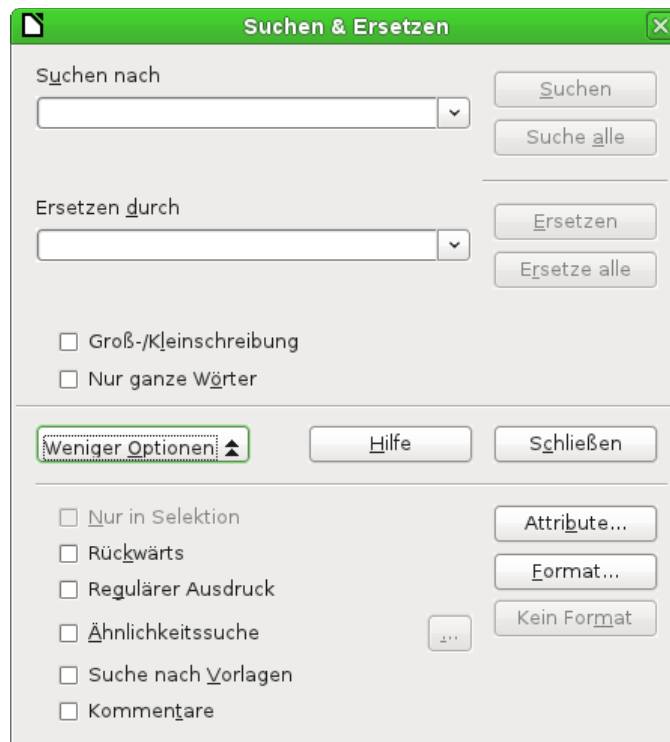 Suchen & Ersetzen
Suchen nach
Suchen
Suche alle
Ersetzen durch
Ersetzen
Ersetze alle
Groß-/Kleinschreibung
Nur ganze Wörter
Weniger Optionen
Hilfe
Schließen
Nur in Selektion
Attribute...
Rückwärts
Format...
Regulärer Ausdruck
Kein Format
Ähnlichkeitssuche
...
Suche nach Vorlagen
Kommentare